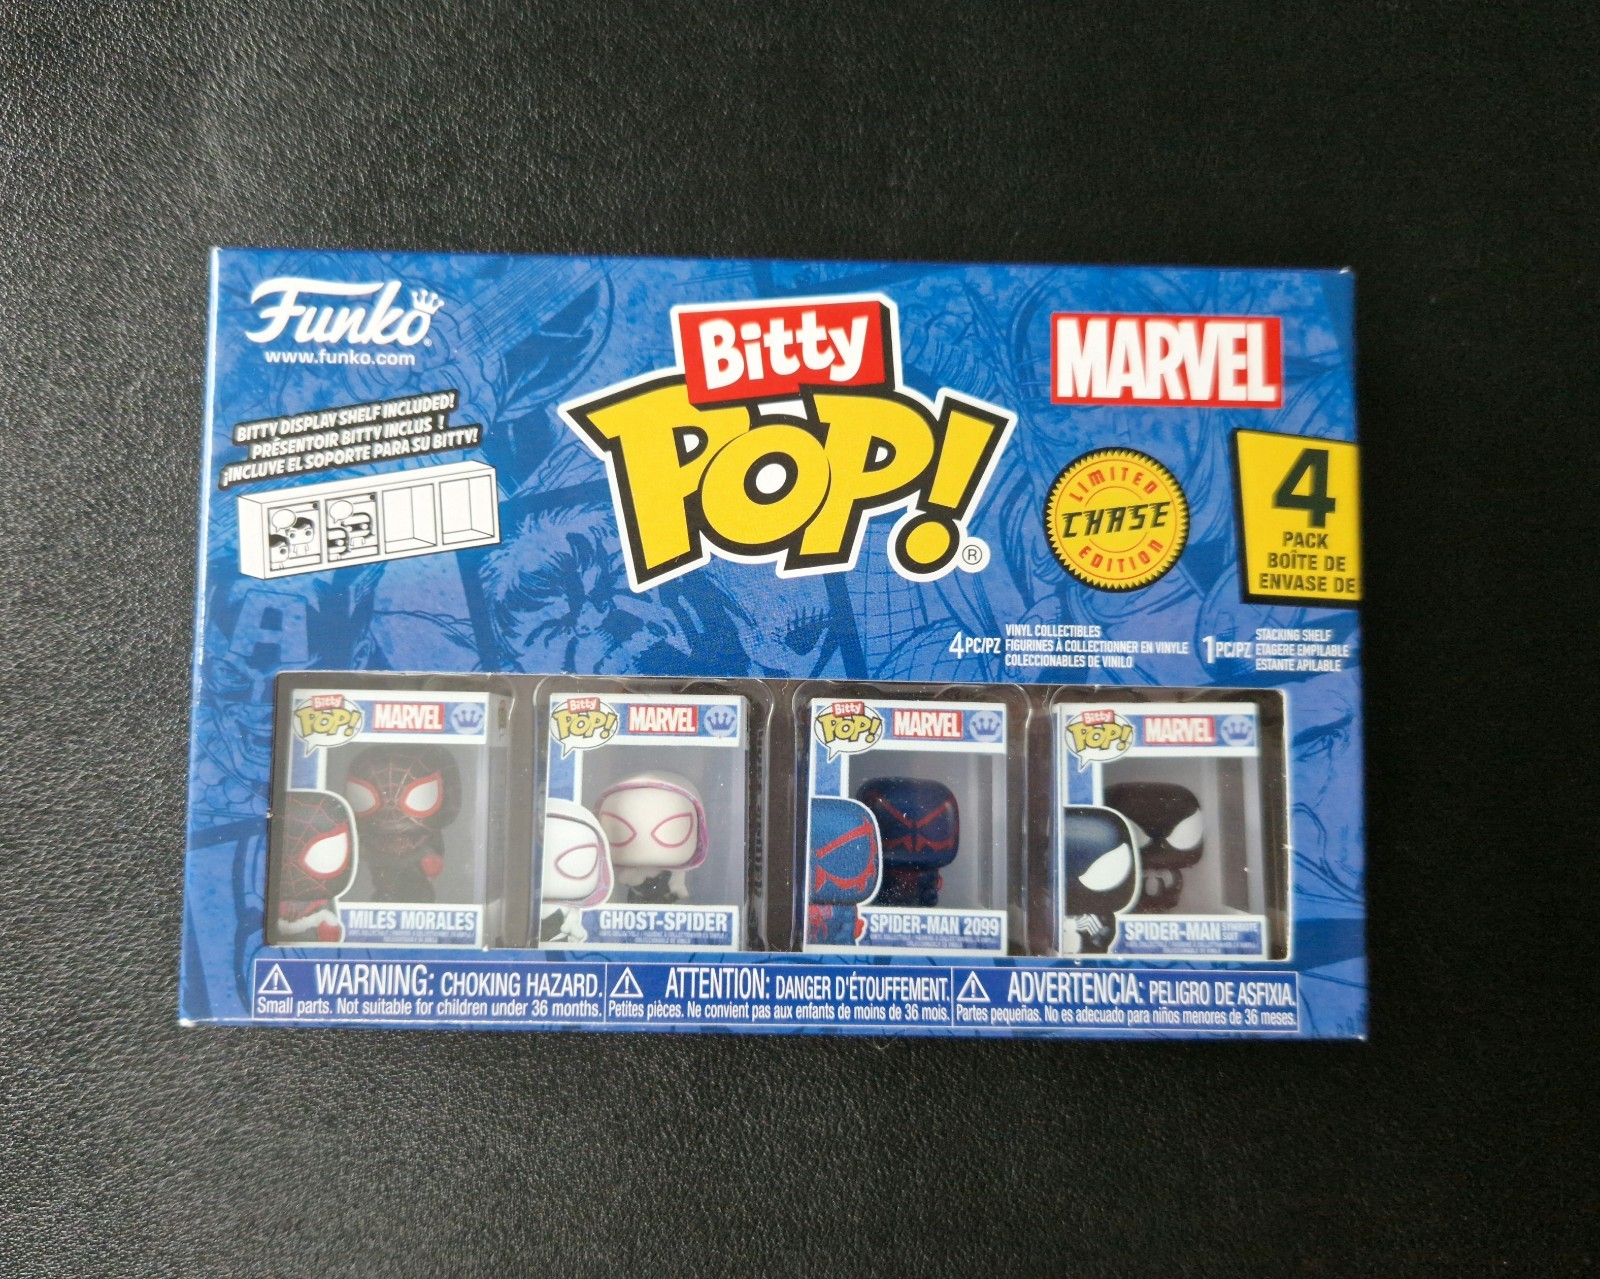 Funko®
www.funko.com
Bitty
POP!®
MARVEL
BITTY DISPLAY SHELF INCLUDED!
PRÉSENTOIR BITTY INCLUS !
¡INCLUYE EL SOPORTE PARA SU BITTY!
LIMITED
CHASE
EDITION
4
PACK
BOÎTE DE
ENVASE DE
4PC/PZ
VINYL COLLECTIBLES
FIGURINES À COLLECTIONNER EN VINYLE
COLECCIONABLES DE VINILO
1PC/PZ
STACKING SHELF
ETAGERE EMPILABLE
ESTANTE APILABLE
Bitty POP! MARVEL
MILES MORALES
Bitty POP! MARVEL
GHOST-SPIDER
Bitty POP! MARVEL
SPIDER-MAN 2099
Bitty POP! MARVEL
SPIDER-MAN SYMBIOTE SUIT
WARNING: CHOKING HAZARD.
Small parts. Not suitable for children under 36 months.
ATTENTION: DANGER D'ÉTOUFFEMENT.
Petites pièces. Ne convient pas aux enfants de moins de 36 mois.
ADVERTENCIA: PELIGRO DE ASFIXIA.
Partes pequeñas. No es adecuado para niños menores de 36 meses.